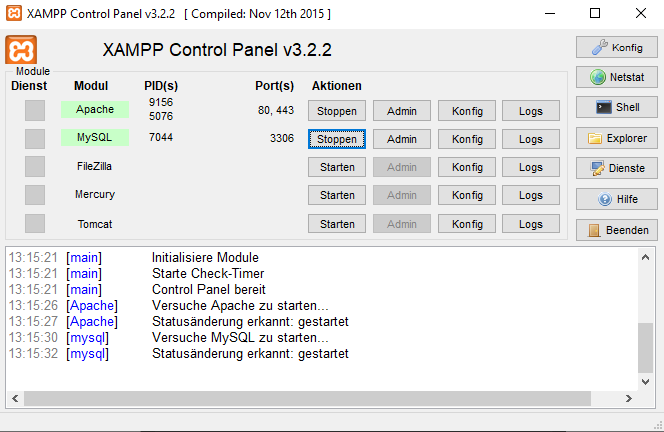 XAMPP Control Panel v3.2.2 [ Compiled: Nov 12th 2015 ]
XAMPP Control Panel v3.2.2
Konfig
Module
Dienst Modul PID(s) Port(s) Aktionen
Netstat
Apache 9156 5076 80, 443 Stoppen Admin Konfig Logs
Shell
MySQL 7044 3306 Stoppen Admin Konfig Logs
Explorer
FileZilla Starten Admin Konfig Logs
Dienste
Mercury Starten Admin Konfig Logs
Hilfe
Tomcat Starten Admin Konfig Logs
Beenden
13:15:21 [main] Initialisiere Module
13:15:21 [main] Starte Check-Timer
13:15:21 [main] Control Panel bereit
13:15:26 [Apache] Versuche Apache zu starten...
13:15:27 [Apache] Statusänderung erkannt: gestartet
13:15:30 [mysql] Versuche MySQL zu starten...
13:15:32 [mysql] Statusänderung erkannt: gestartet